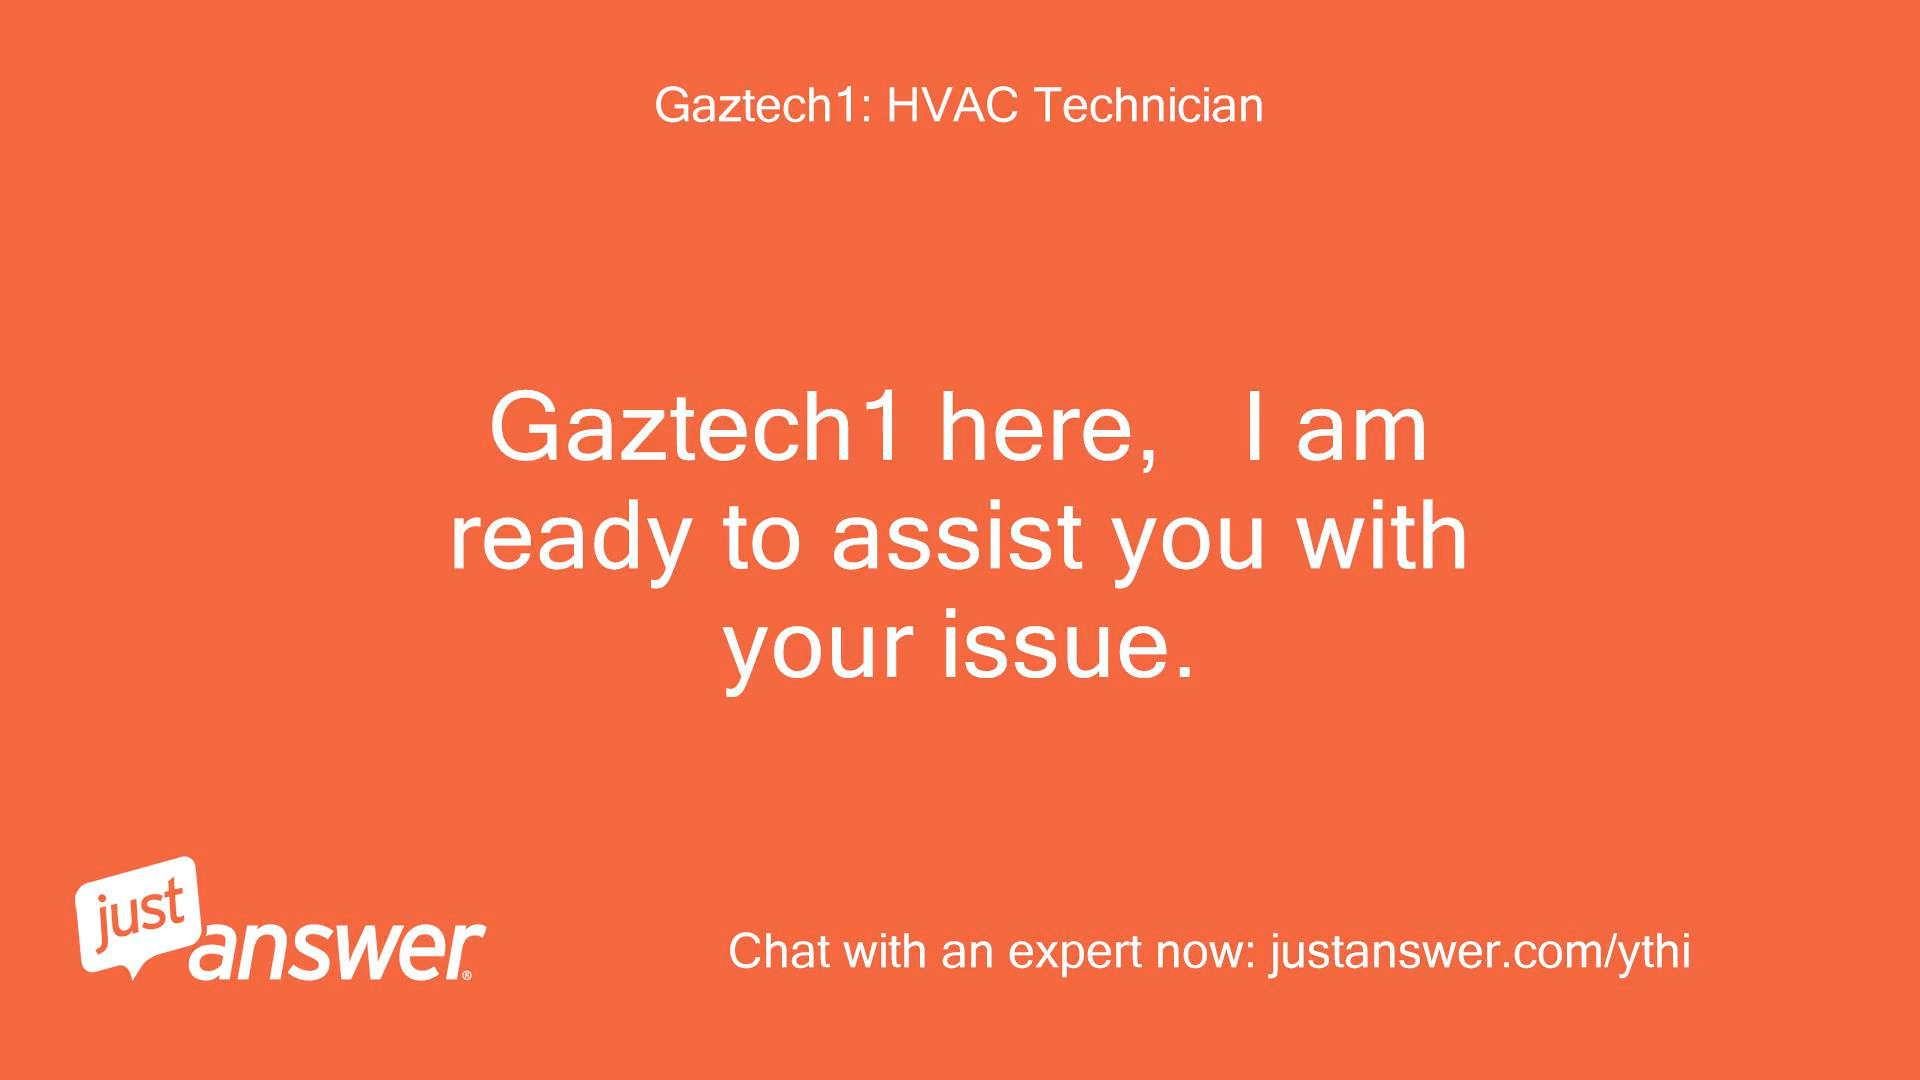 Gaztech1: HVAC Technician
Gaztech1 here,   I am
ready to assist you with
your issue.
just
answer®
Chat with an expert now: justanswer.com/ythi